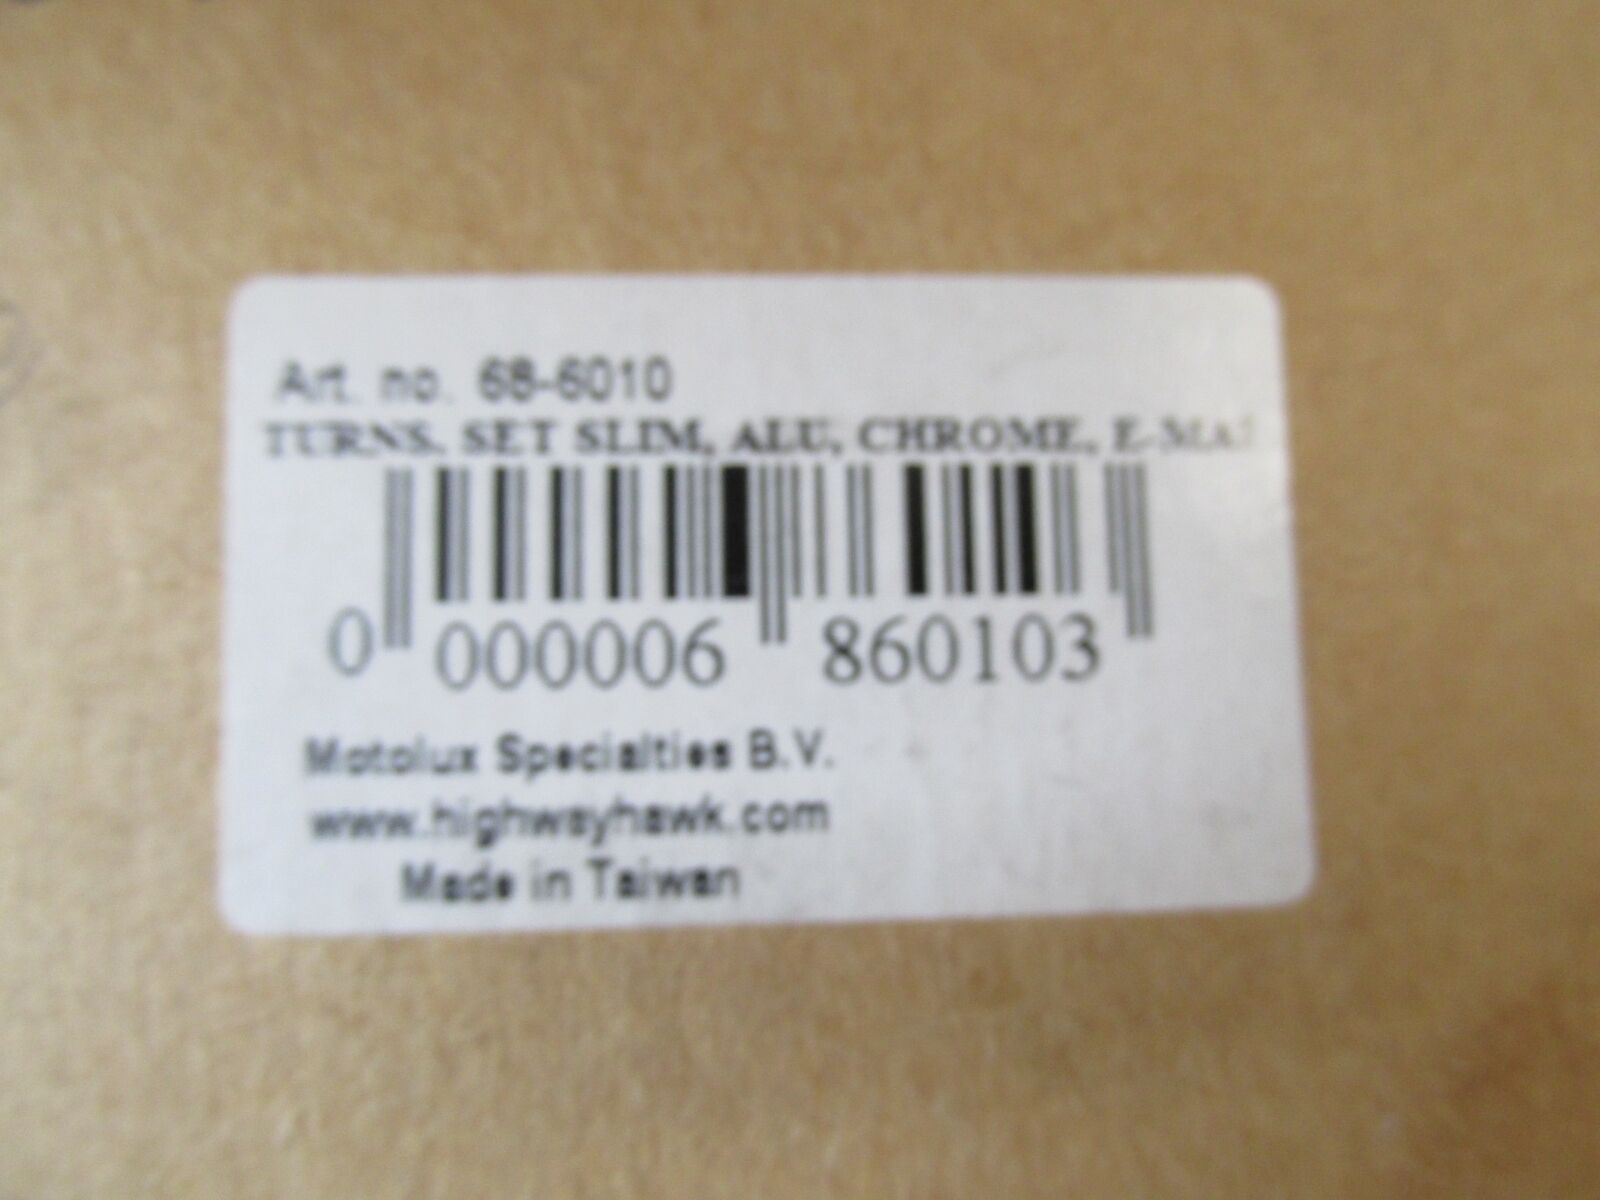 Art. no. 68-6010
TURNS. SET SLIM, ALU, CHROME, E-MA
0 000006 860103
Motolux Specialties B.V.
www.highwayhawk.com
Made in Taiwan